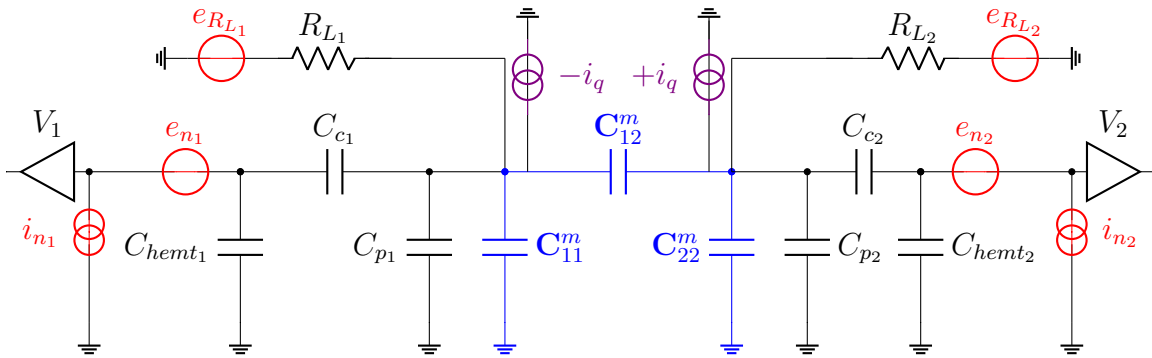 e_{R_{L_1}} R_{L_1} R_{L_2} e_{R_{L_2}}
−i_q +i_q
V_1 e_{n_1} C_{c_1} C^m_{12} C_{c_2} e_{n_2} V_2
i_{n_1} C_{hemt_1} C_{p_1} C^m_{11} C^m_{22} C_{p_2} C_{hemt_2} i_{n_2}